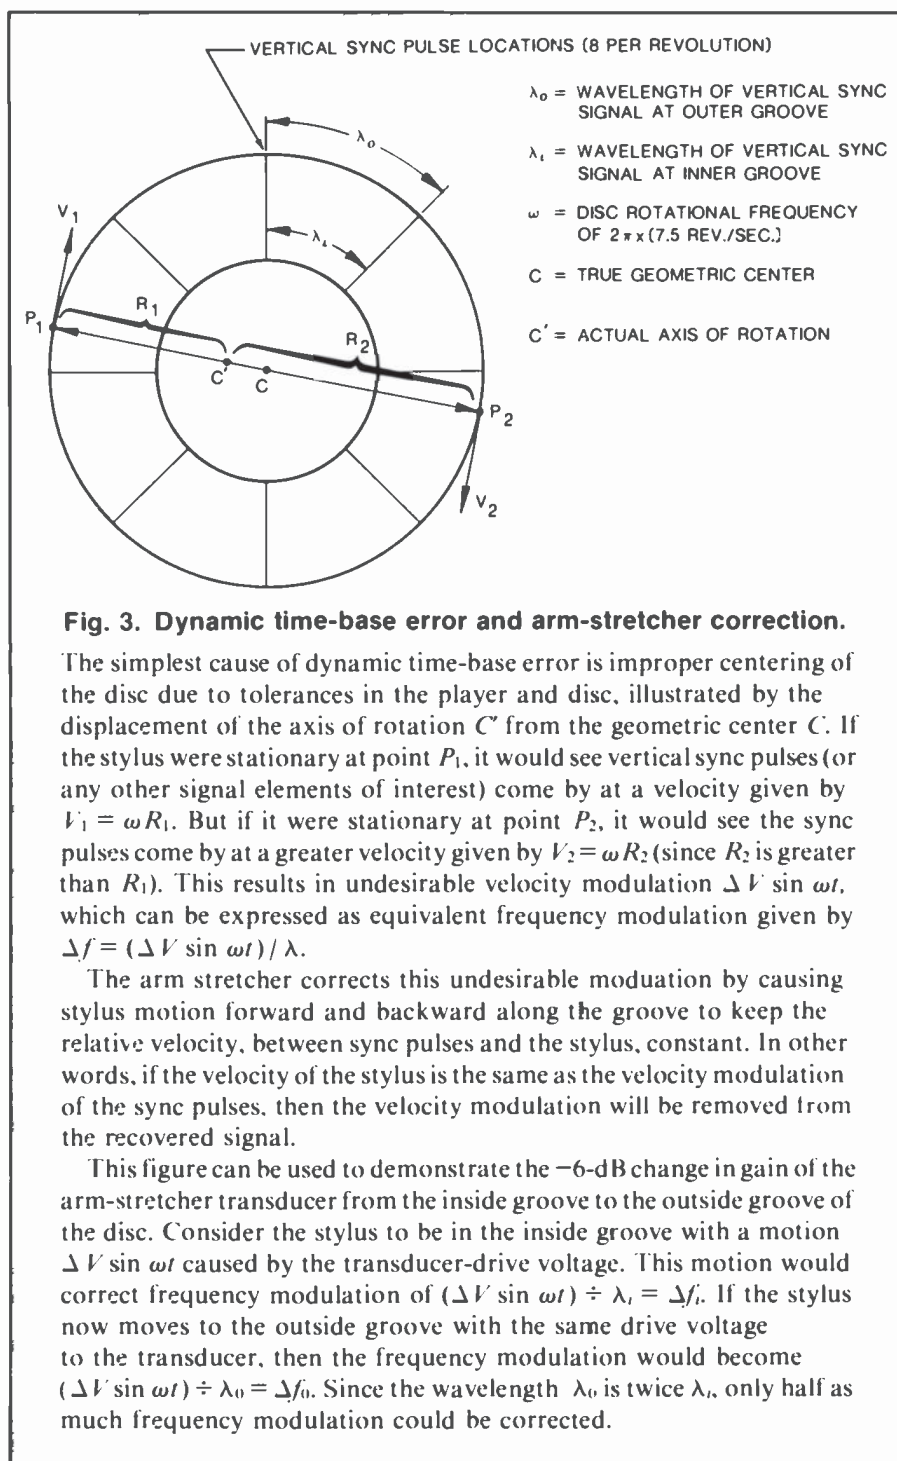 VERTICAL SYNC PULSE LOCATIONS (8 PER REVOLUTION)
λo = WAVELENGTH OF VERTICAL SYNC
SIGNAL AT OUTER GROOVE
λi = WAVELENGTH OF VERTICAL SYNC
SIGNAL AT INNER GROOVE
ω = DISC ROTATIONAL FREQUENCY
OF 2πx(7.5 REV./SEC.)
C = TRUE GEOMETRIC CENTER
C' = ACTUAL AXIS OF ROTATION
λo
λi
V1
P1
R1
R2
C'
C
P2
V2
Fig. 3. Dynamic time-base error and arm-stretcher correction.
The simplest cause of dynamic time-base error is improper centering of
the disc due to tolerances in the player and disc, illustrated by the
displacement of the axis of rotation C' from the geometric center C. If
the stylus were stationary at point P1, it would see vertical sync pulses (or
any other signal elements of interest) come by at a velocity given by
V1 = ωR1. But if it were stationary at point P2, it would see the sync
pulses come by at a greater velocity given by V2 = ωR2 (since R2 is greater
than R1). This results in undesirable velocity modulation ΔV sin ωt,
which can be expressed as equivalent frequency modulation given by
Δf = (ΔV sin ωt)/λ.
The arm stretcher corrects this undesirable moduation by causing
stylus motion forward and backward along the groove to keep the
relative velocity, between sync pulses and the stylus, constant. In other
words, if the velocity of the stylus is the same as the velocity modulation
of the sync pulses, then the velocity modulation will be removed from
the recovered signal.
This figure can be used to demonstrate the −6-dB change in gain of the
arm-stretcher transducer from the inside groove to the outside groove of
the disc. Consider the stylus to be in the inside groove with a motion
ΔV sin ωt caused by the transducer-drive voltage. This motion would
correct frequency modulation of (ΔV sin ωt) ÷ λi = Δfi. If the stylus
now moves to the outside groove with the same drive voltage
to the transducer, then the frequency modulation would become
(ΔV sin ωt) ÷ λo = Δfo. Since the wavelength λo is twice λi, only half as
much frequency modulation could be corrected.